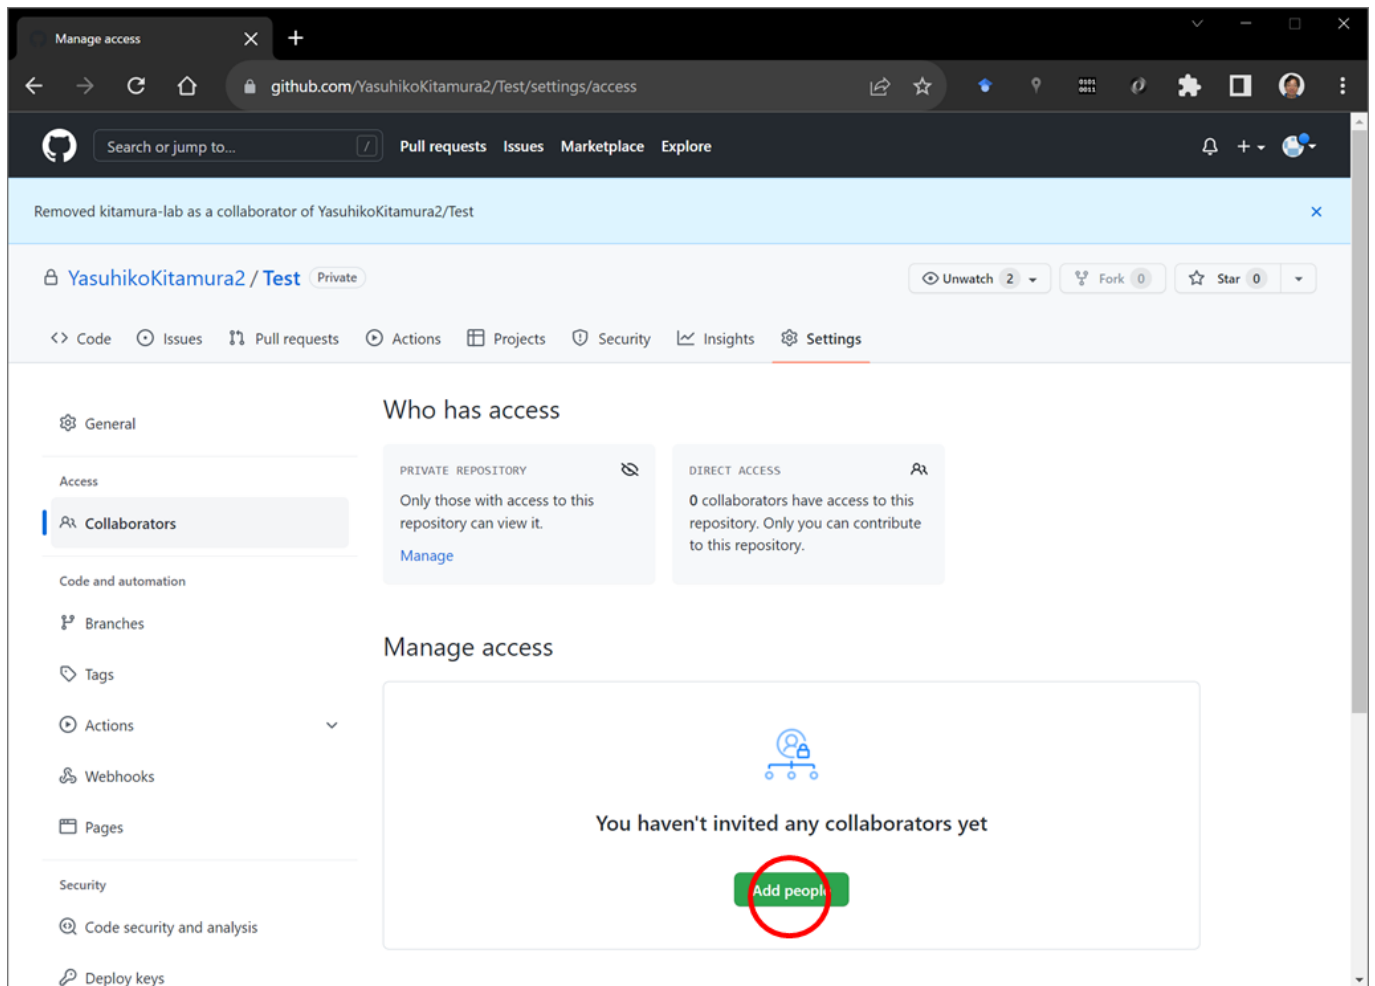 Manage access
github.com/YasuhikoKitamura2/Test/settings/access
0101
0011
Search or jump to...
/
Pull requests Issues Marketplace Explore
Removed kitamura-lab as a collaborator of YasuhikoKitamura2/Test
YasuhikoKitamura2 / Test Private
Unwatch 2
Fork 0
Star 0
Code Issues Pull requests Actions Projects Security Insights Settings
General
Access
Collaborators
Code and automation
Branches
Tags
Actions
Webhooks
Pages
Security
Code security and analysis
Deploy keys
Who has access
PRIVATE REPOSITORY
Only those with access to this
repository can view it.
Manage
DIRECT ACCESS
0 collaborators have access to this
repository. Only you can contribute
to this repository.
Manage access
You haven't invited any collaborators yet
Add people